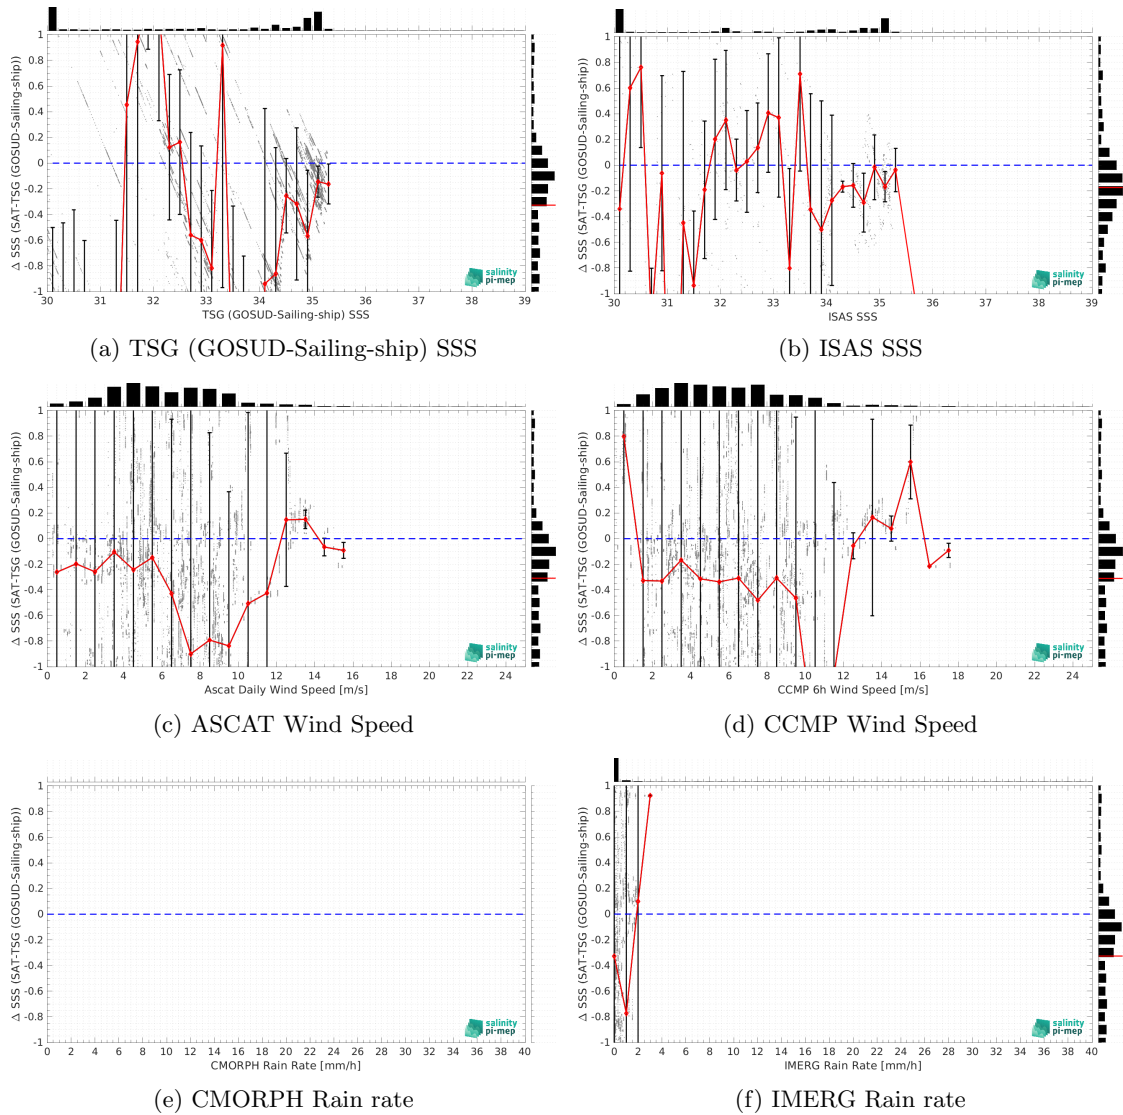 Δ SSS (SAT-TSG (GOSUD-Sailing-ship))
1
0.8
0.6
0.4
0.2
0
-0.2
-0.4
-0.6
-0.8
-1
30 31 32 33 34 35 36 37 38 39
TSG (GOSUD-Sailing-ship) SSS
salinity
pi-mep
(a) TSG (GOSUD-Sailing-ship) SSS
Δ SSS (SAT-TSG (GOSUD-Sailing-ship))
1
0.8
0.6
0.4
0.2
0
-0.2
-0.4
-0.6
-0.8
-1
30 31 32 33 34 35 36 37 38 39
ISAS SSS
salinity
pi-mep
(b) ISAS SSS
Δ SSS (SAT-TSG (GOSUD-Sailing-ship))
1
0.8
0.6
0.4
0.2
0
-0.2
-0.4
-0.6
-0.8
-1
0 2 4 6 8 10 12 14 16 18 20 22 24
Ascat Daily Wind Speed [m/s]
salinity
pi-mep
(c) ASCAT Wind Speed
Δ SSS (SAT-TSG (GOSUD-Sailing-ship))
1
0.8
0.6
0.4
0.2
0
-0.2
-0.4
-0.6
-0.8
-1
0 2 4 6 8 10 12 14 16 18 20 22 24
CCMP 6h Wind Speed [m/s]
salinity
pi-mep
(d) CCMP Wind Speed
Δ SSS (SAT-TSG (GOSUD-Sailing-ship))
1
0.8
0.6
0.4
0.2
0
-0.2
-0.4
-0.6
-0.8
-1
0 2 4 6 8 10 12 14 16 18 20 22 24 26 28 30 32 34 36 38 40
CMORPH Rain Rate [mm/h]
salinity
pi-mep
(e) CMORPH Rain rate
Δ SSS (SAT-TSG (GOSUD-Sailing-ship))
1
0.8
0.6
0.4
0.2
0
-0.2
-0.4
-0.6
-0.8
-1
0 2 4 6 8 10 12 14 16 18 20 22 24 26 28 30 32 34 36 38 40
IMERG Rain Rate [mm/h]
salinity
pi-mep
(f) IMERG Rain rate